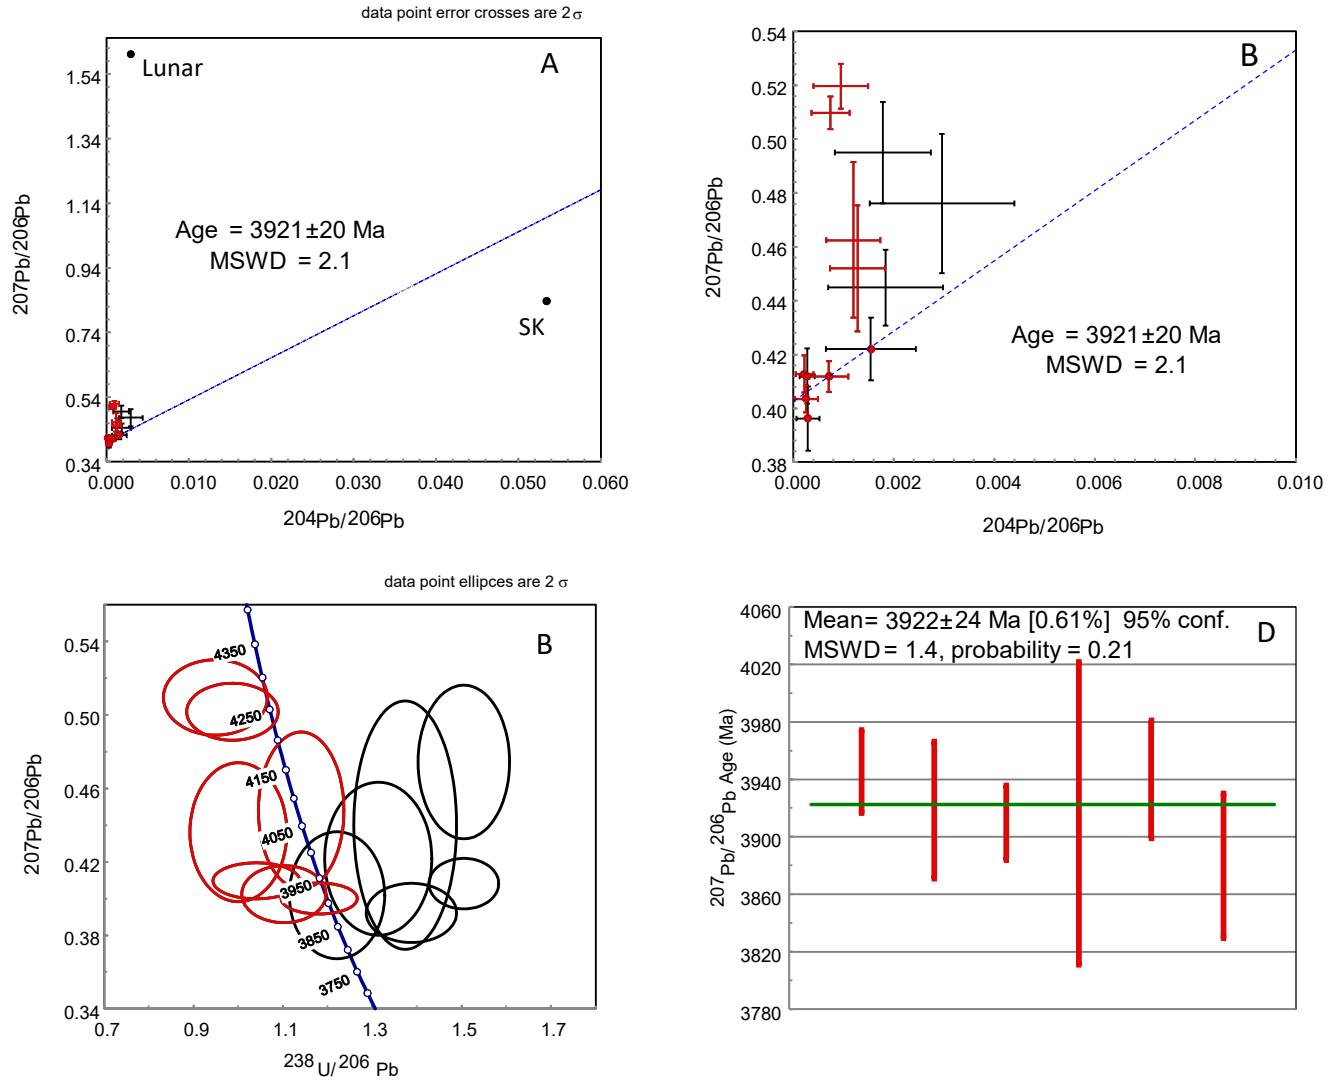 data point error crosses are 2 σ
A
Lunar
1.54
1.34
1.14
0.94
0.74
0.54
0.34
207Pb/206Pb
Age = 3921±20 Ma
MSWD = 2.1
SK
0.000
0.010
0.020
0.030
0.040
0.050
0.060
204Pb/206Pb
B
0.54
0.52
0.50
0.48
0.46
0.44
0.42
0.40
0.38
207Pb/206Pb
Age = 3921±20 Ma
MSWD = 2.1
0.000
0.002
0.004
0.006
0.008
0.010
204Pb/206Pb
data point ellipces are 2 σ
B
0.54
0.50
0.46
0.42
0.38
0.34
207Pb/206Pb
4350
4250
4150
4050
3950
3850
3750
0.7
0.9
1.1
1.3
1.5
1.7
238 U/206 Pb
4060
4020
3980
3940
3900
3860
3820
3780
207Pb/206Pb Age (Ma)
Mean= 3922±24 Ma [0.61%] 95% conf.
MSWD = 1.4, probability = 0.21
D